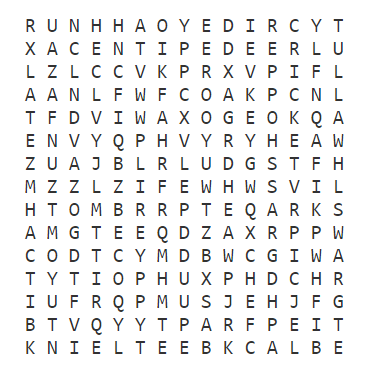 R U N H H A O Y E D I R C Y T
X A C E N T I P E D E E R L U
L Z L C C V K P R X V P I F L
A A N L F W F C O A K P C N L
T F D V I W A X O G E O K Q A
E N V Y Q P H V Y R Y H E A W
Z U A J B L R L U D G S T F H
M Z Z L Z I F E W H W S V I L
H T O M B R R P T E Q A R K S
A M G T E E Q D Z A X R P P W
C O D T C Y M D B W C G I W A
T Y T I O P H U X P H D C H R
I U F R Q P M U S J E H J F G
B T V Q Y Y T P A R F P E I T
K N I E L T E E B K C A L B E